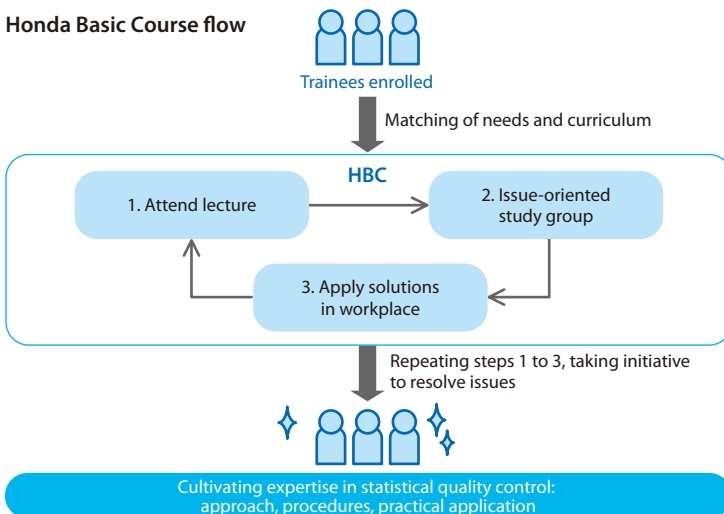 Honda Basic Course flow
Trainees enrolled
Matching of needs and curriculum
HBC
1. Attend lecture
2. Issue-oriented
study group
3. Apply solutions
in workplace
Repeating steps 1 to 3, taking initiative
to resolve issues
Cultivating expertise in statistical quality control:
approach, procedures, practical application